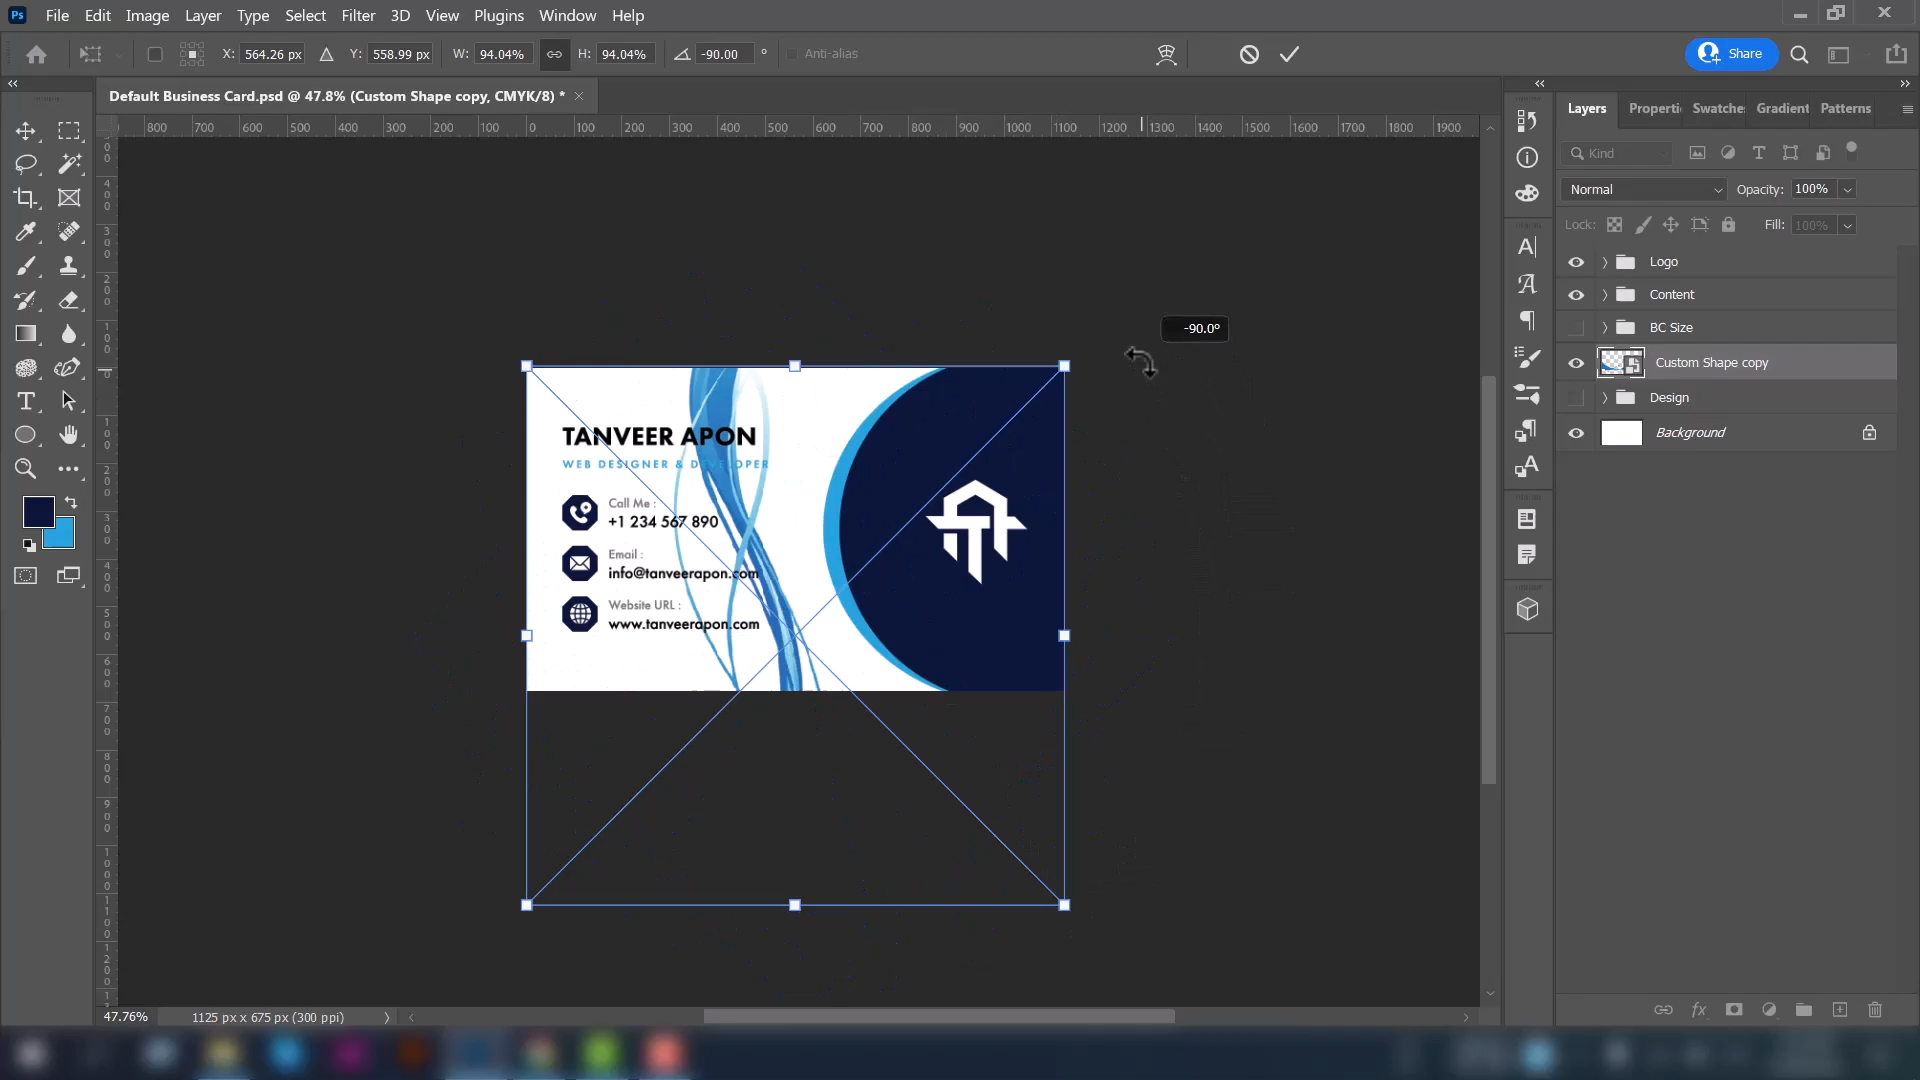 Ps File Edit Image Layer Type Select Filter 3D View Plugins Window Help
X: 564.26 px Y: 558.99 px W: 94.04% H: 94.04% -90.00 ° Anti-alias Share
Default Business Card.psd @ 47.8% (Custom Shape copy, CMYK/8) * ×
800 700 600 500 400 300 200 100 0 100 200 300 400 500 600 700 800 900 1000 1100 1200 1300 1400 1500 1600 1700 1800 1900
Layers Properti Swatche Gradient Patterns
Kind
Normal Opacity: 100%
Lock: Fill: 100%
Logo
Content
BC Size
Custom Shape copy
Design
Background
-90.0°
TANVEER APON
WEB DESIGNER & DEVELOPER
Call Me :
+1 234 567 890
Email :
info@tanveerapon.com
Website URL :
www.tanveerapon.com
47.76% 1125 px x 675 px (300 ppi)